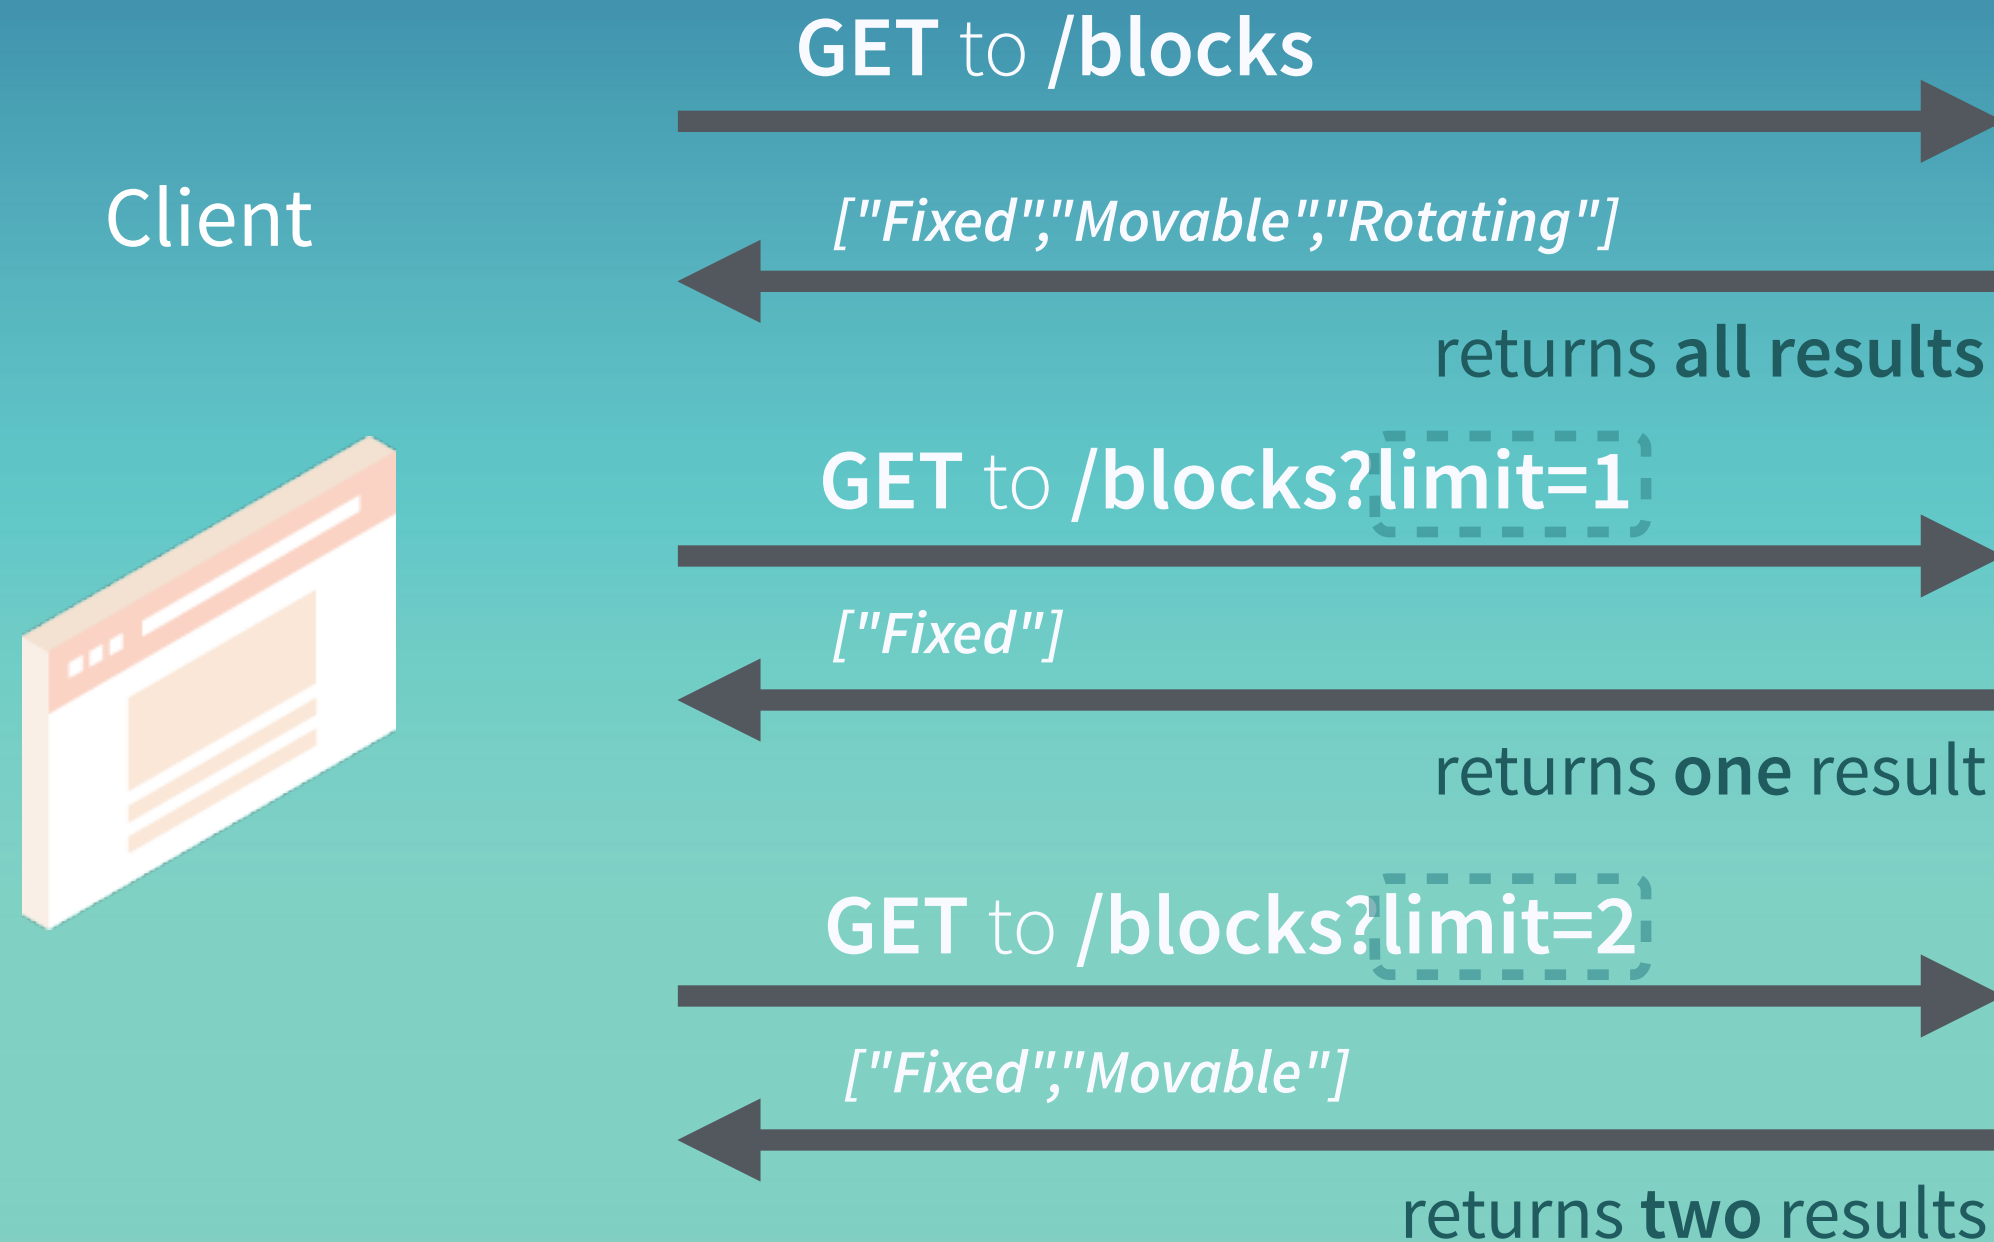 GET to /blocks
Client
["Fixed","Movable","Rotating"]
returns all results
GET to /blocks?limit=1
["Fixed"]
returns one result
GET to /blocks?limit=2
["Fixed","Movable"]
returns two results